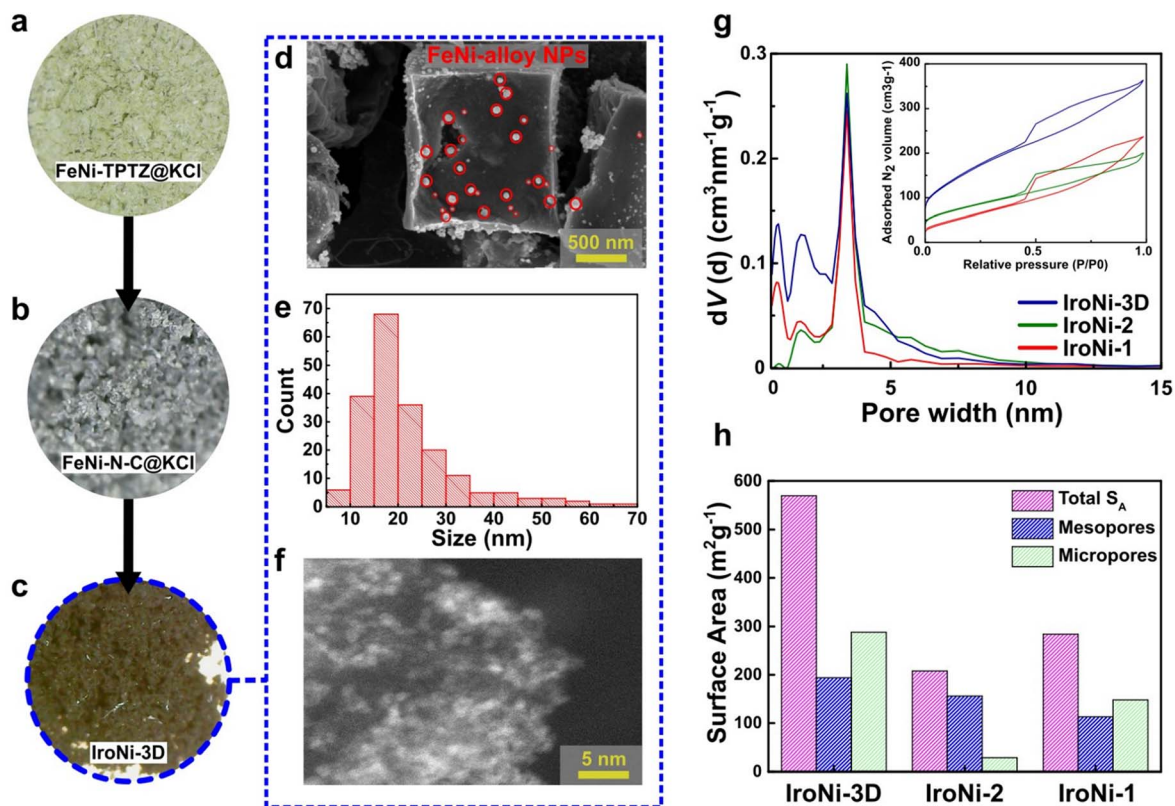 a
FeNi-TPTZ@KCl
b
FeNi-N-C@KCl
c
IroNi-3D
d
FeNi-alloy NPs
500 nm
e
70
60
50
40
30
20
10
0
Count
10 20 30 40 50 60 70
Size (nm)
f
5 nm
g
0.3
0.2
0.1
0
dV (d) (cm3nm-1g-1)
0 5 10 15
Pore width (nm)
400
300
200
100
0
Adsorbed N2 volume (cm3g-1)
0.0 0.5 1.0
Relative pressure (P/P0)
IroNi-3D
IroNi-2
IroNi-1
h
600
500
400
300
200
100
0
Surface Area (m2g-1)
Total SA
Mesopores
Micropores
IroNi-3D IroNi-2 IroNi-1